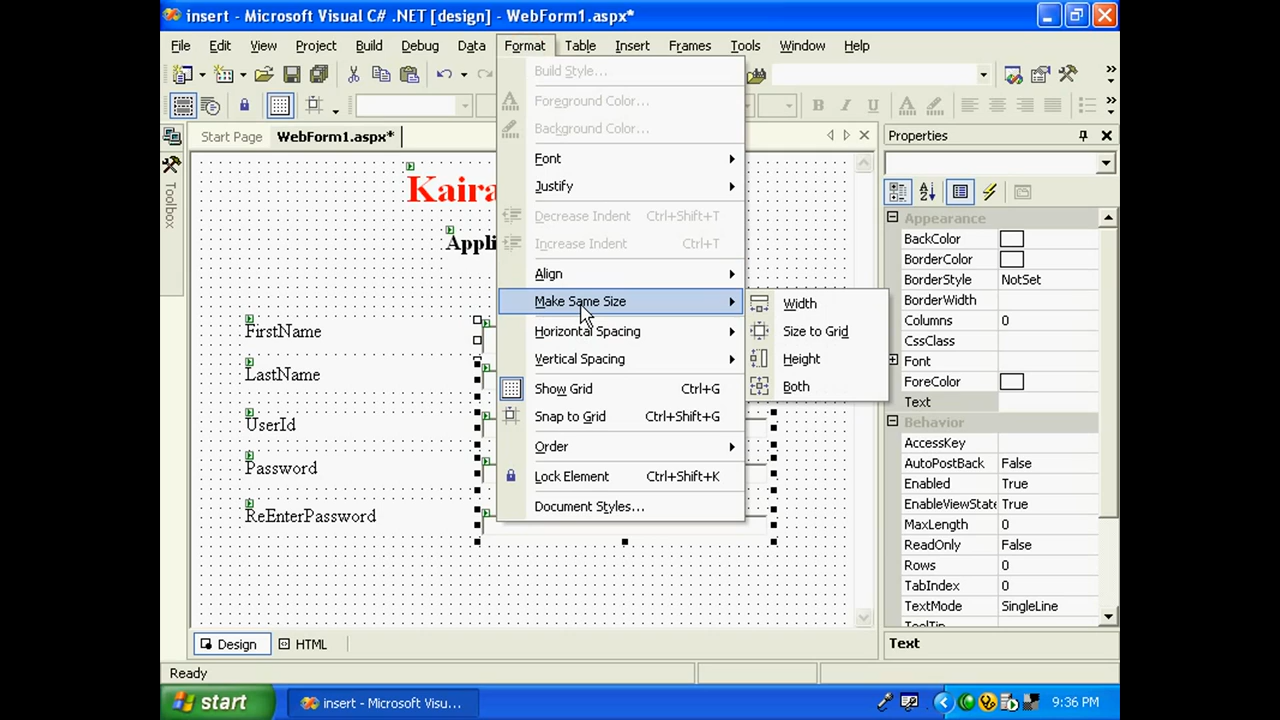 insert - Microsoft Visual C# .NET [design] - WebForm1.aspx*
File Edit View Project Build Debug Data Format Table Insert Frames Tools Window Help
Start Page WebForm1.aspx*
Toolbox
Kaira
Appli
FirstName
LastName
UserId
Password
ReEnterPassword
Build Style...
Foreground Color...
Background Color...
Font
Justify
Decrease Indent Ctrl+Shift+T
Increase Indent Ctrl+T
Align
Make Same Size
Horizontal Spacing
Vertical Spacing
Show Grid Ctrl+G
Snap to Grid Ctrl+Shift+G
Order
Lock Element Ctrl+Shift+K
Document Styles...
Width
Size to Grid
Height
Both
Properties
Appearance
BackColor
BorderColor
BorderStyle NotSet
BorderWidth
Columns 0
CssClass
Font
ForeColor
Text
Behavior
AccessKey
AutoPostBack False
Enabled True
EnableViewState True
MaxLength 0
ReadOnly False
Rows 0
TabIndex 0
TextMode SingleLine
ToolTip
Text
Design HTML
Ready
start insert - Microsoft Visu... 9:36 PM